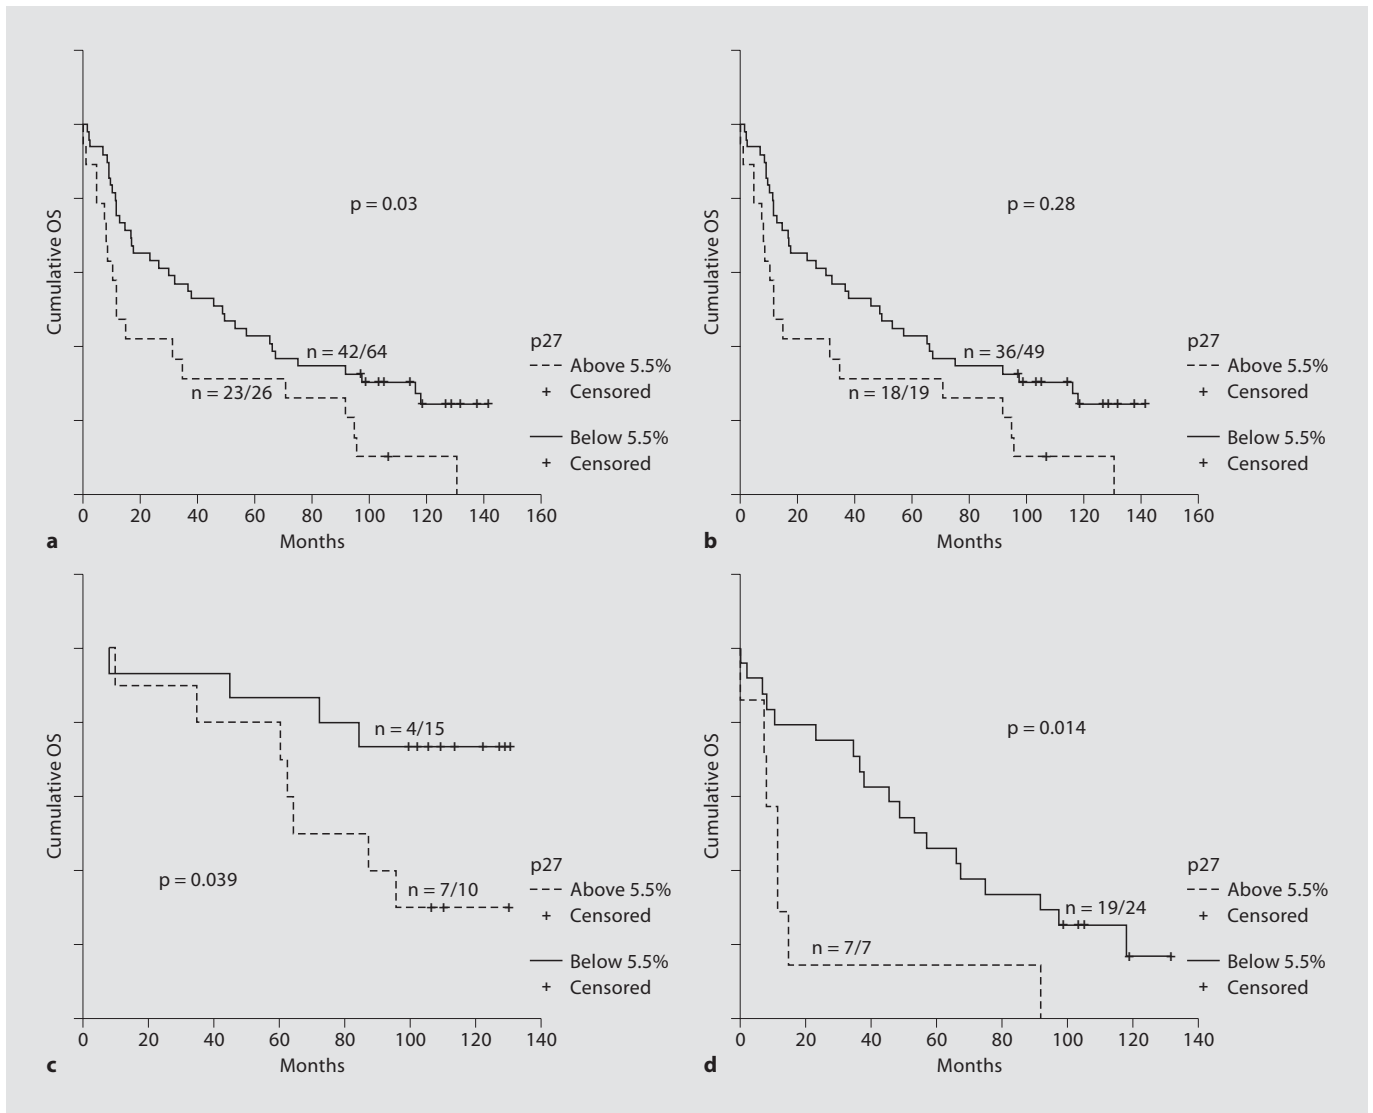 Cumulative OS
p = 0.03
n = 42/64
n = 23/26
p27
Above 5.5%
+ Censored
Below 5.5%
+ Censored
0 20 40 60 80 100 120 140 160
Months
a
Cumulative OS
p = 0.28
n = 36/49
n = 18/19
p27
Above 5.5%
+ Censored
Below 5.5%
+ Censored
0 20 40 60 80 100 120 140 160
Months
b
Cumulative OS
n = 4/15
p = 0.039
n = 7/10
p27
Above 5.5%
+ Censored
Below 5.5%
+ Censored
0 20 40 60 80 100 120 140
Months
c
Cumulative OS
p = 0.014
n = 19/24
n = 7/7
p27
Above 5.5%
+ Censored
Below 5.5%
+ Censored
0 20 40 60 80 100 120 140
Months
d